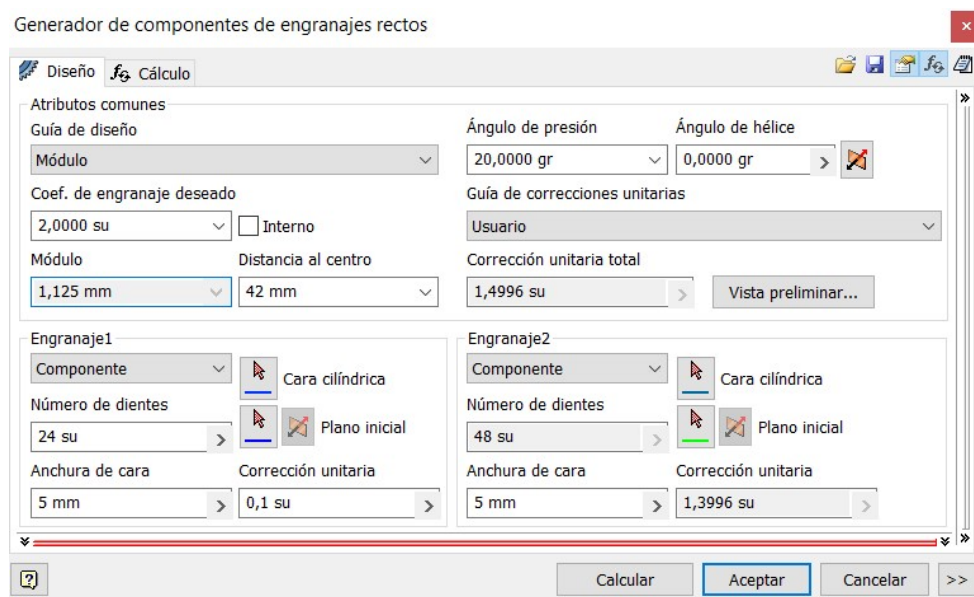 Generador de componentes de engranajes rectos
Diseño
Cálculo
Atributos comunes
Guía de diseño
Módulo
Ángulo de presión
Ángulo de hélice
20,0000 gr
0,0000 gr
Coef. de engranaje deseado
2,0000 su
Interno
Guía de correcciones unitarias
Usuario
Módulo
Distancia al centro
1,125 mm
42 mm
Corrección unitaria total
1,4996 su
Vista preliminar...
Engranaje1
Componente
Cara cilíndrica
Número de dientes
24 su
Plano inicial
Anchura de cara
Corrección unitaria
5 mm
0,1 su
Engranaje2
Componente
Cara cilíndrica
Número de dientes
48 su
Plano inicial
Anchura de cara
Corrección unitaria
5 mm
1,3996 su
Calcular
Aceptar
Cancelar
>>